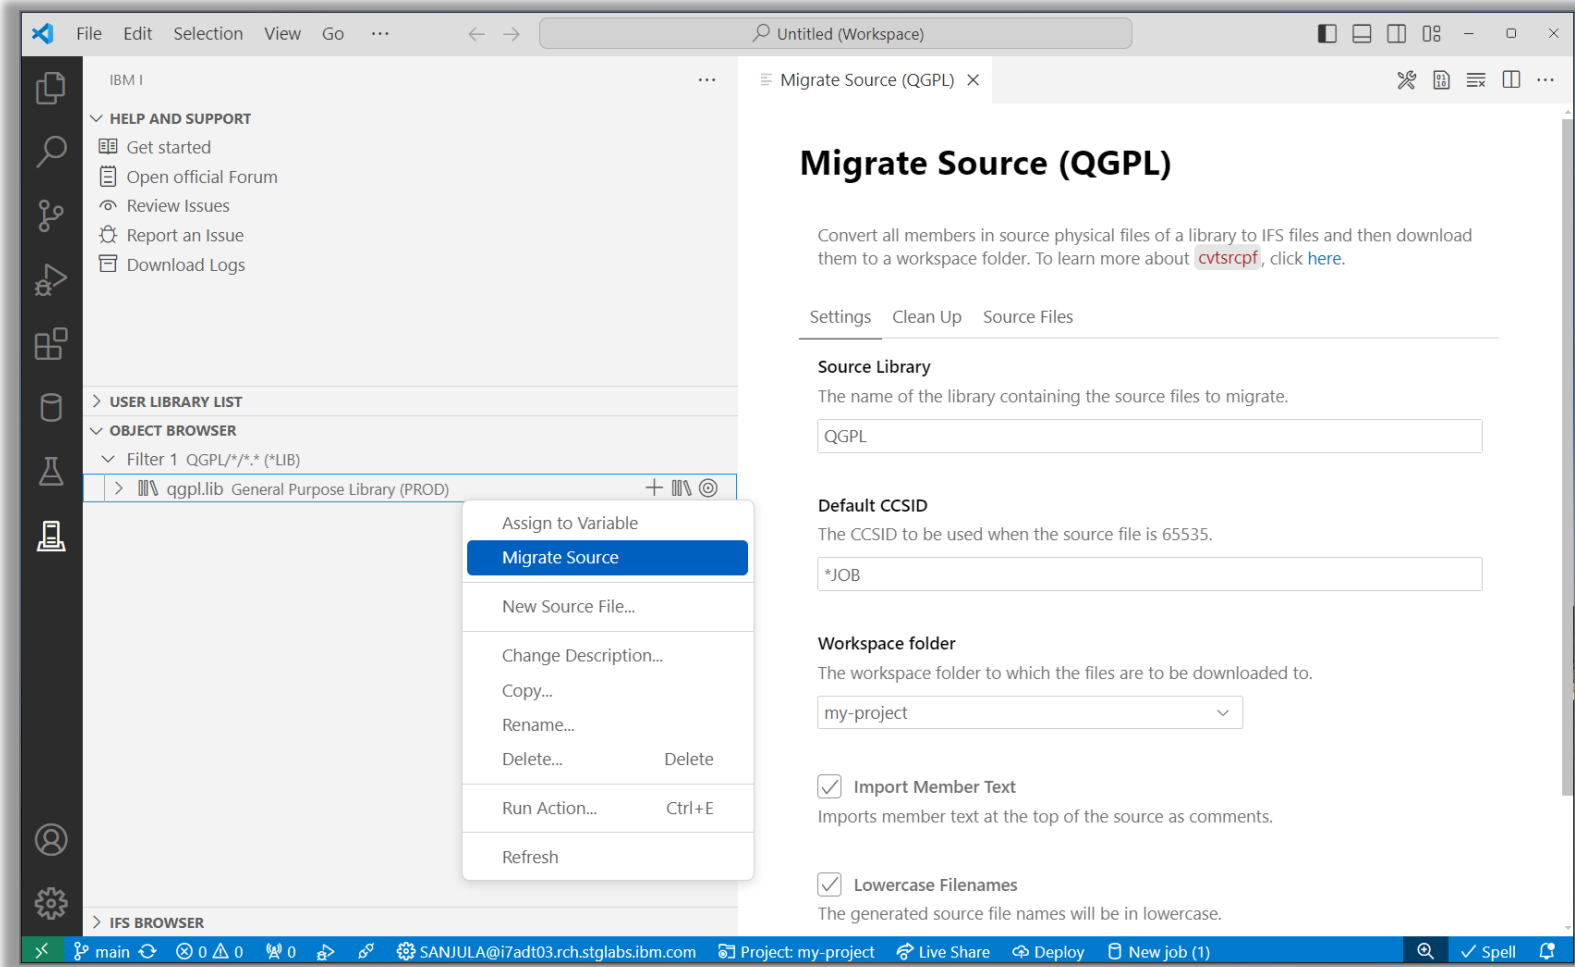 File Edit Selection View Go ···
Untitled (Workspace)
IBM I
Migrate Source (QGPL)
HELP AND SUPPORT
Get started
Open official Forum
Review Issues
Report an Issue
Download Logs
USER LIBRARY LIST
OBJECT BROWSER
Filter 1 QGPL/*/*.* (*LIB)
qgpl.lib General Purpose Library (PROD)
Assign to Variable
Migrate Source
New Source File...
Change Description...
Copy...
Rename...
Delete... Delete
Run Action... Ctrl+E
Refresh
IFS BROWSER
Migrate Source (QGPL)
Convert all members in source physical files of a library to IFS files and then download
them to a workspace folder. To learn more about cvtsrcpf, click here.
Settings Clean Up Source Files
Source Library
The name of the library containing the source files to migrate.
QGPL
Default CCSID
The CCSID to be used when the source file is 65535.
*JOB
Workspace folder
The workspace folder to which the files are to be downloaded to.
my-project
Import Member Text
Imports member text at the top of the source as comments.
Lowercase Filenames
The generated source file names will be in lowercase.
main 0 0 0 SANJULA@i7adt03.rch.stglabs.ibm.com Project: my-project Live Share Deploy New job (1) Spell